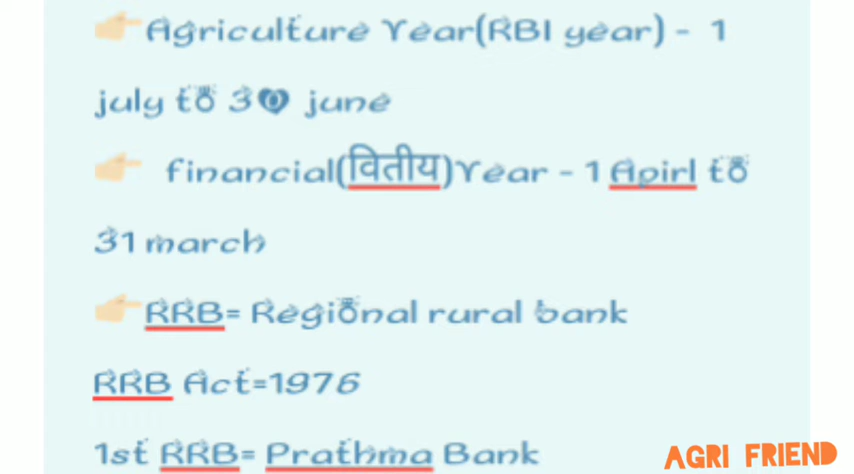 👉Agriculture Year(RBI year) - 1
july to 30 june
👉 financial(वितीय)Year - 1 Apirl to
31 march
👉RRB= Regional rural bank
RRB Act=1976
1st RRB= Prathma Bank
AGRI FRIEND